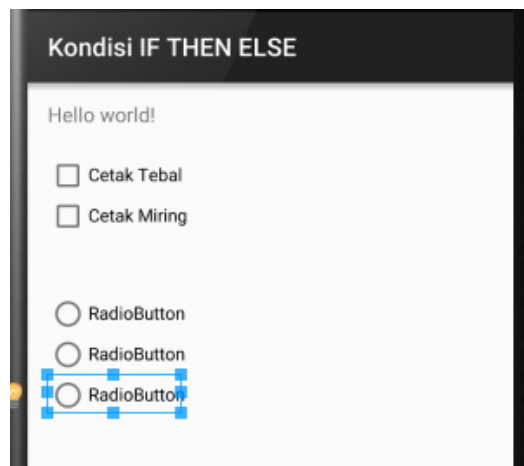 Kondisi IF THEN ELSE
Hello world!
Cetak Tebal
Cetak Miring
RadioButton
RadioButton
RadioButton